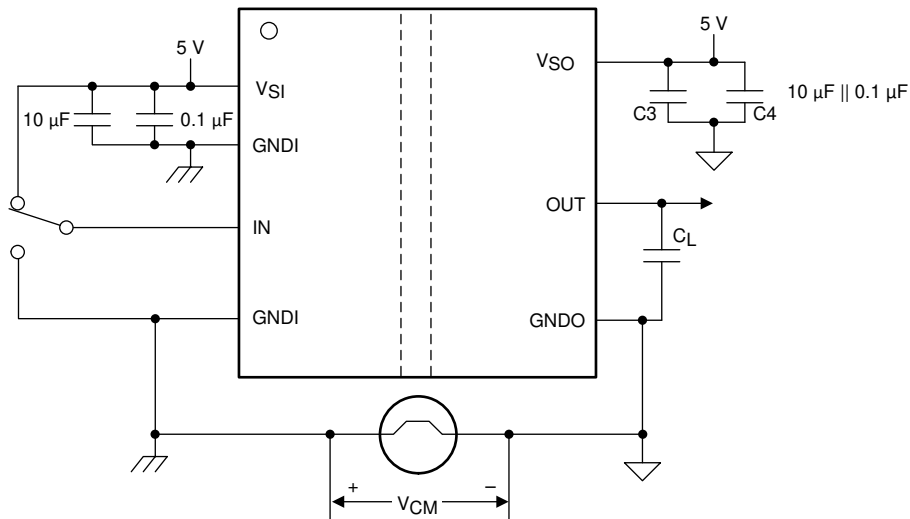 5 V
VSI
10 µF
0.1 µF
GNDI
IN
GNDI
5 V
VSO
C3
C4
10 µF || 0.1 µF
OUT
CL
GNDO
+
VCM
–